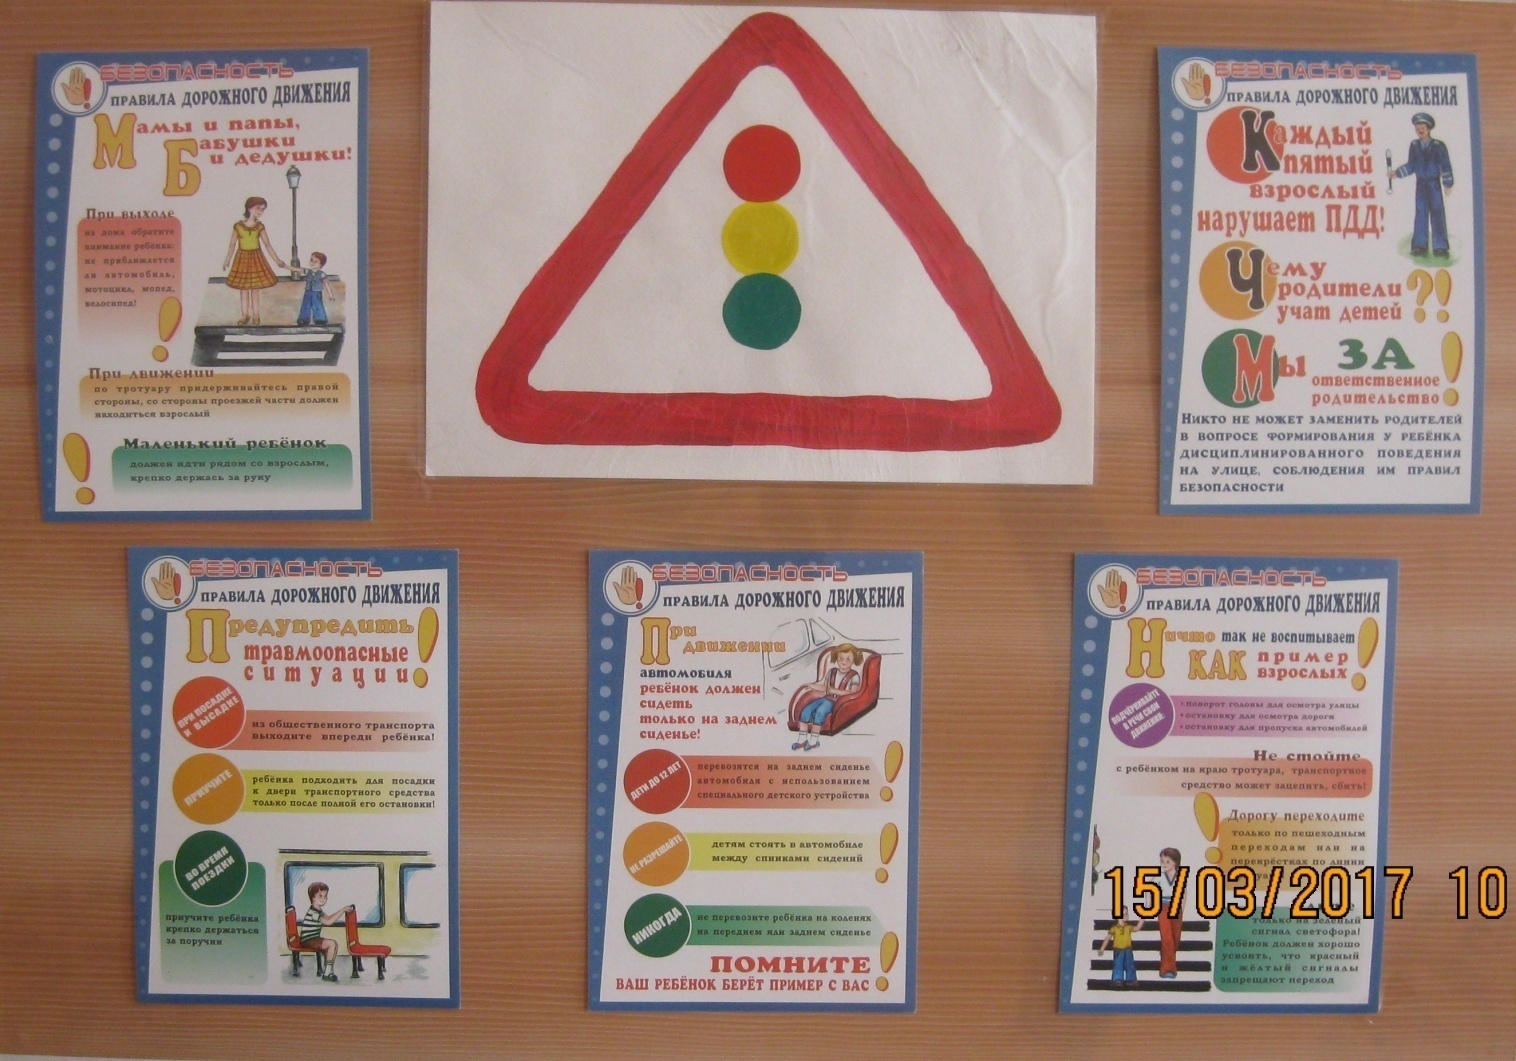 БЕЗОПАСНОСТЬ
ПРАВИЛА ДОРОЖНОГО ДВИЖЕНИЯ
Мамы и папы,
Бабушки
и дедушки!
При выходе
из дома обратите
внимание ребёнка:
не приближается
ли автомобиль,
мотоцикл, мопед,
велосипед!
При движении
по тротуару придерживайтесь правой
стороны, со стороны проезжей части должен
находиться взрослый
Маленький ребёнок
должен идти рядом со взрослым,
крепко держась за руку
БЕЗОПАСНОСТЬ
ПРАВИЛА ДОРОЖНОГО ДВИЖЕНИЯ
Каждый
пятый
взрослый
нарушает ПДД!
Чему
родители
учат детей ?!
Мы ЗА
ответственное
родительство!
Никто не может заменить родителей
в вопросе формирования у ребёнка
дисциплинированного поведения
на улице, соблюдения им правил
безопасности
БЕЗОПАСНОСТЬ
ПРАВИЛА ДОРОЖНОГО ДВИЖЕНИЯ
Предупредить
травмоопасные
ситуации!
ПРИ ПОСАДКЕ
И ВЫСАДКЕ
из общественного транспорта
выходите впереди ребёнка!
ПРИУЧИТЕ
ребёнка подходить для посадки
к двери транспортного средства
только после полной его остановки!
ВО ВРЕМЯ
ПОЕЗДКИ
приучите ребёнка
крепко держаться
за поручни
БЕЗОПАСНОСТЬ
ПРАВИЛА ДОРОЖНОГО ДВИЖЕНИЯ
При
движении
автомобиля
ребёнок должен
сидеть
только на заднем
сиденье!
ДЕТИ ДО 12 ЛЕТ
перевозятся на заднем сиденье
автомобиля с использованием
специального детского устройства
НЕ РАЗРЕШАЙТЕ
детям стоять в автомобиле
между спинками сидений
НИКОГДА
не перевозите ребёнка на коленях
на переднем или заднем сиденье
ПОМНИТЕ
ВАШ РЕБЁНОК БЕРЁТ ПРИМЕР С ВАС!
БЕЗОПАСНОСТЬ
ПРАВИЛА ДОРОЖНОГО ДВИЖЕНИЯ
Ничто так не воспитывает
КАК пример
взрослых!
ПОДЧЁРКИВАЙТЕ
В РЕЧИ СВОИ
ДВИЖЕНИЯ:
• поворот головы для осмотра улицы
• остановку для осмотра дороги
• остановку для пропуска автомобилей
Не стойте
с ребёнком на краю тротуара, транспортное
средство может зацепить, сбить!
Дорогу переходите
только по пешеходным
переходам или на
перекрёстках по линии
только на зелёный
сигнал светофора!
Ребёнок должен хорошо
усвоить, что красный
и жёлтый сигналы
запрещают переход
15/03/2017 10